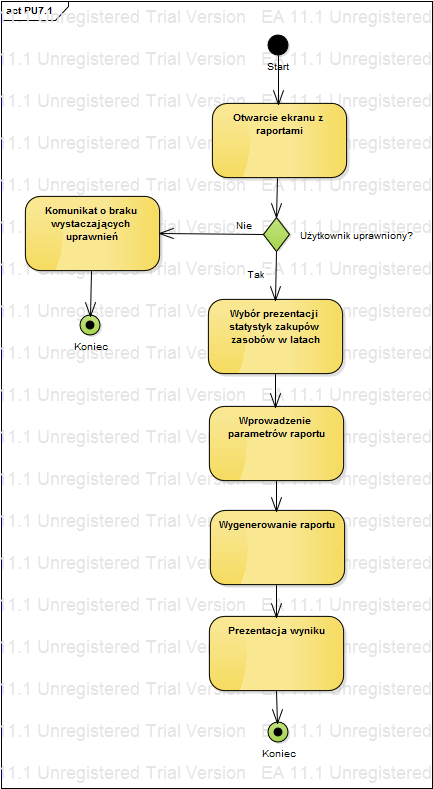 act PU7.1
EA 11.1 Unregistered Trial Version EA 11.1 Unregistered
Start
Otwarcie ekranu z
raportami
Komunikat o braku
wystaczających
uprawnień
Nie
Użytkownik uprawniony?
Tak
Koniec
Wybór prezentacji
statystyk zakupów
zasobów w latach
Wprowadzenie
parametrów raportu
Wygenerowanie raportu
Prezentacja wyniku
Koniec